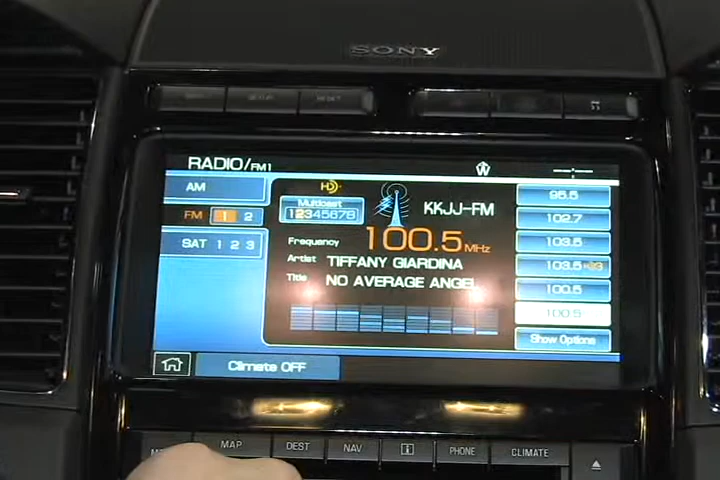 SONY
RADIO/FM1
W
AM
FM 1 2
SAT 1 2 3
HD
Multicast
12345678
KKJJ-FM
Frequency 100.5 MHz
Artist TIFFANY GIARDINA
Title NO AVERAGE ANGEL
102.7
103.5
103.5
100.5
100.5
Show Options
Climate OFF
MAP
DEST
NAV
i
PHONE
CLIMATE